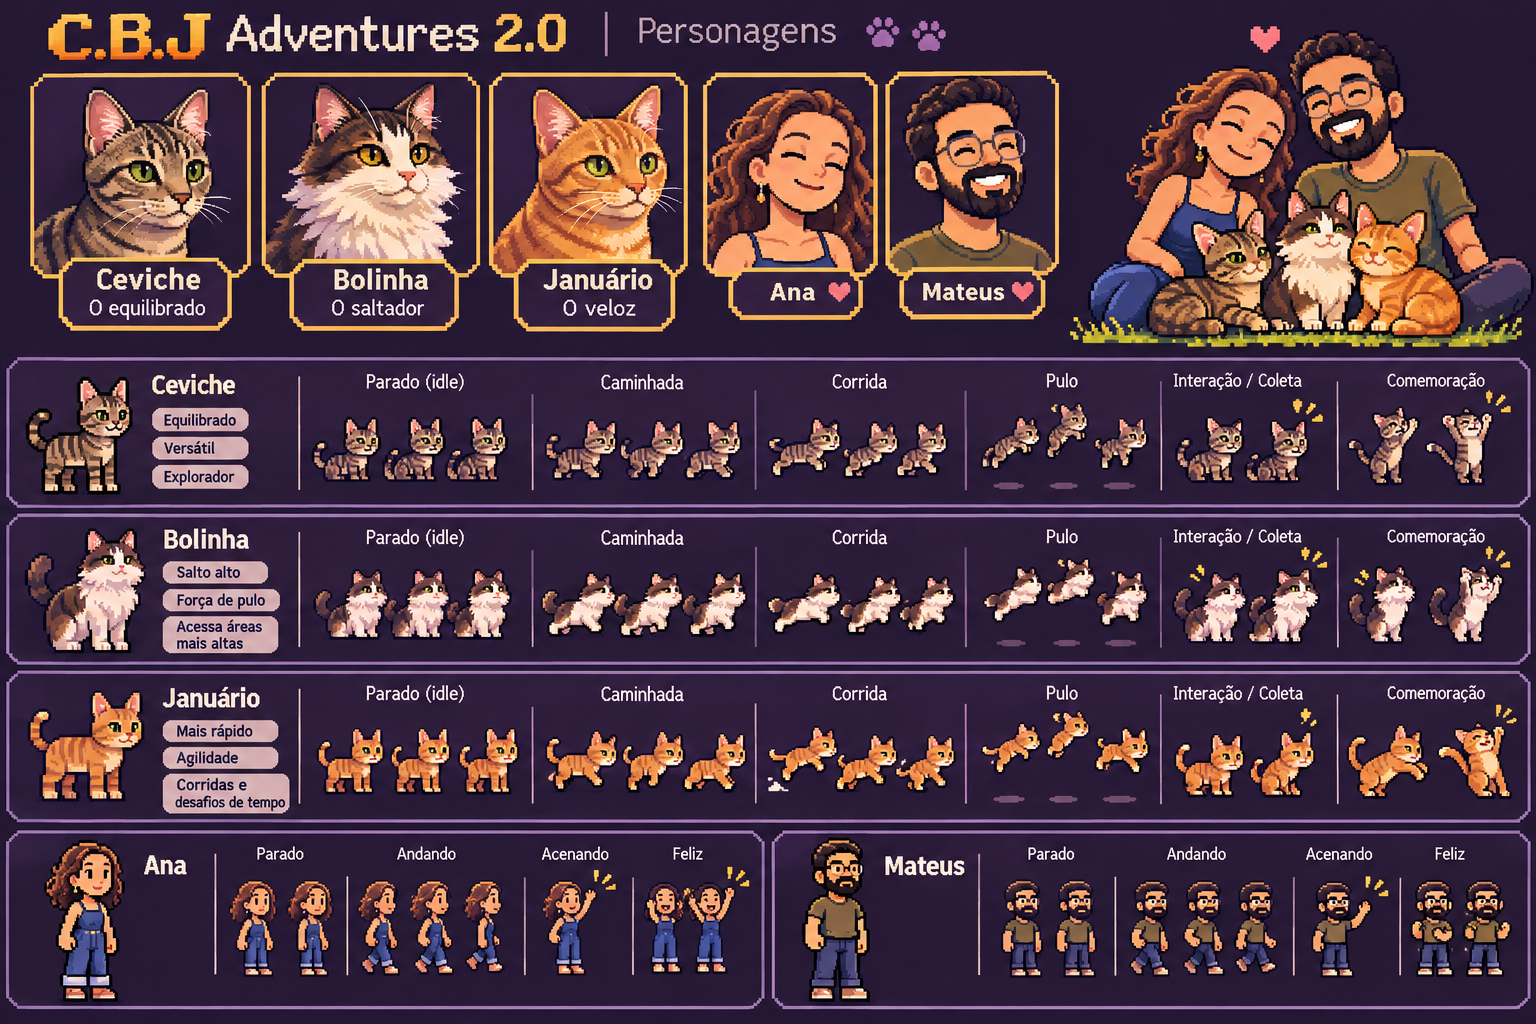 C.B.J Adventures 2.0 | Personagens
Ceviche
O equilibrado
Bolinha
O saltador
Januário
O veloz
Ana
Mateus
Ceviche
Equilibrado
Versátil
Explorador
Parado (idle)
Caminhada
Corrida
Pulo
Interação / Coleta
Comemoração
Bolinha
Salto alto
Força de pulo
Acessa áreas
mais altas
Parado (idle)
Caminhada
Corrida
Pulo
Interação / Coleta
Comemoração
Januário
Mais rápido
Agilidade
Corridas e
desafios de tempo
Parado (idle)
Caminhada
Corrida
Pulo
Interação / Coleta
Comemoração
Ana
Parado
Andando
Acenando
Feliz
Mateus
Parado
Andando
Acenando
Feliz